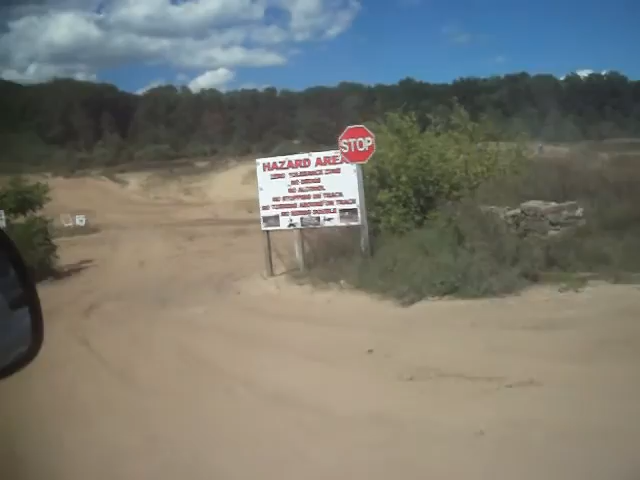 STOP
HAZARD AREA
ZERO TOLERANCE ZONE
NO DRUGS
NO ALCOHOL
NO STOPPING ON TRACK
NO TURNING AROUND ON TRACK
NO RIDING DOUBLE